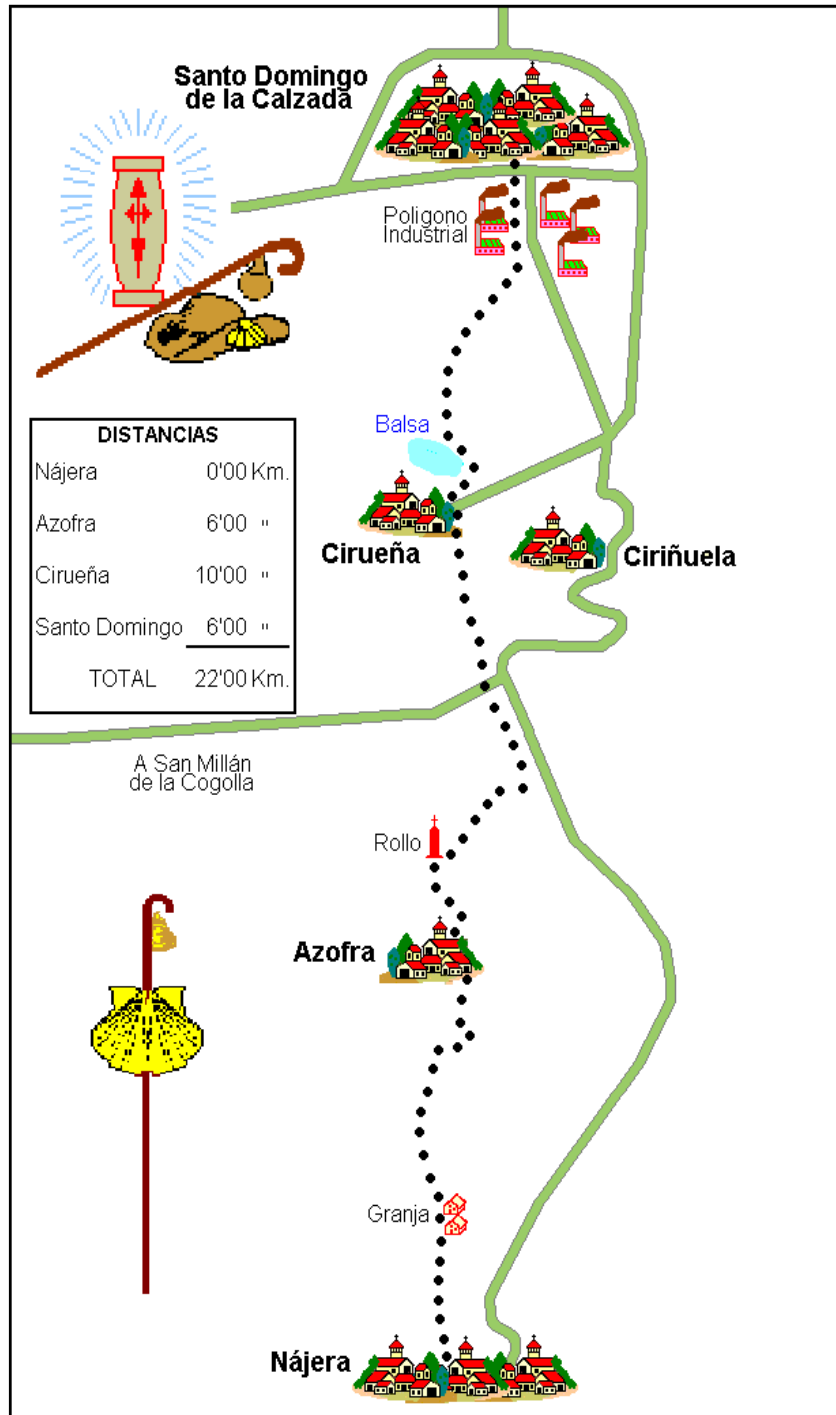 Santo Domingo
de la Calzada
Poligono
Industrial
Balsa
DISTANCIAS
Nájera 0'00 Km.
Azofra 6'00 "
Cirueña 10'00 "
Santo Domingo 6'00 "
TOTAL 22'00 Km.
Cirueña
Ciriñuela
A San Millán
de la Cogolla
Rollo
Azofra
Granja
Nájera